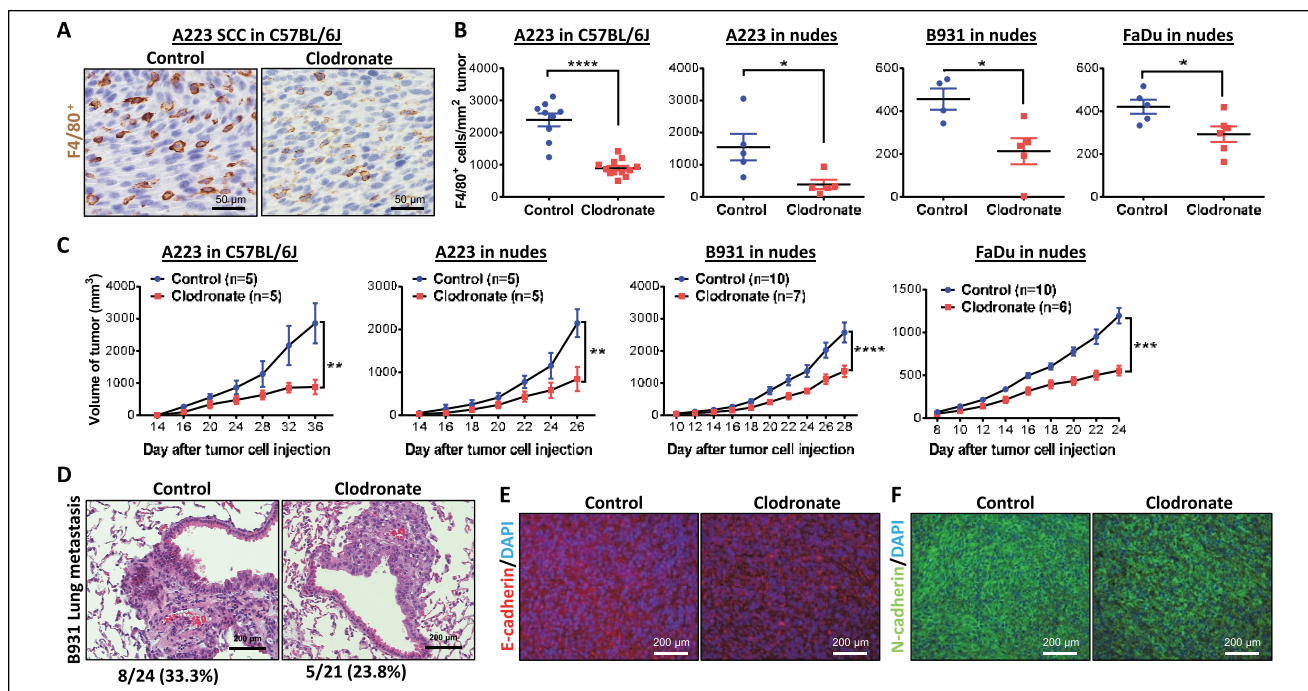 A
A223 SCC in C57BL/6J
Control
Clodronate
F4/80+
50 µm
50 µm
B
A223 in C57BL/6J
A223 in nudes
B931 in nudes
FaDu in nudes
F4/80+ cells/mm2 tumor
4000
3000
2000
1000
0
****
Control
Clodronate
4000
3000
2000
1000
0
*
Control
Clodronate
600
400
200
0
*
Control
Clodronate
600
400
200
0
*
Control
Clodronate
C
A223 in C57BL/6J
A223 in nudes
B931 in nudes
FaDu in nudes
Volume of tumor (mm3)
Control (n=5)
Clodronate (n=5)
4000
3000
2000
1000
0
**
14 16 20 24 28 32 36
Day after tumor cell injection
Control (n=5)
Clodronate (n=5)
3000
2000
1000
0
**
14 16 18 20 22 24 26
Day after tumor cell injection
Control (n=10)
Clodronate (n=7)
4000
3000
2000
1000
0
****
10 12 14 16 18 20 22 24 26 28
Day after tumor cell injection
Control (n=10)
Clodronate (n=6)
1500
1000
500
0
***
8 10 12 14 16 18 20 22 24
Day after tumor cell injection
D
Control
Clodronate
B931 Lung metastasis
200 µm
200 µm
8/24 (33.3%)
5/21 (23.8%)
E
Control
Clodronate
E-cadherin/DAPI
200 µm
200 µm
F
Control
Clodronate
N-cadherin/DAPI
200 µm
200 µm